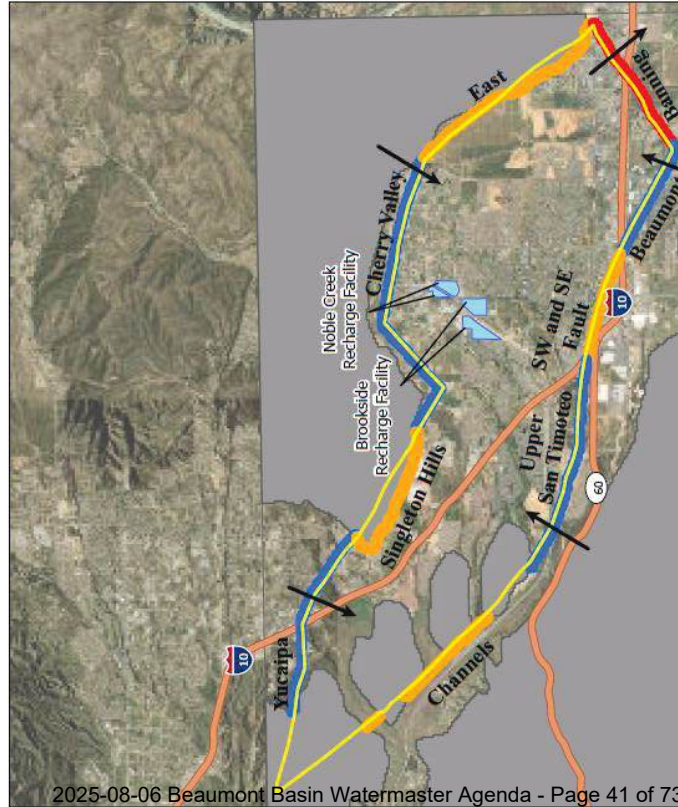 East
Banning
Cherry Valley
Noble Creek
Recharge Facility
Beaumont
Brookside
Recharge Facility
SW and SE
Fault
10
Upper
San Timoteo
Singleton Hills
60
Yucaipa
10
Channels
2025-08-06 Beaumont Basin Watermaster Agenda - Page 41 of 73